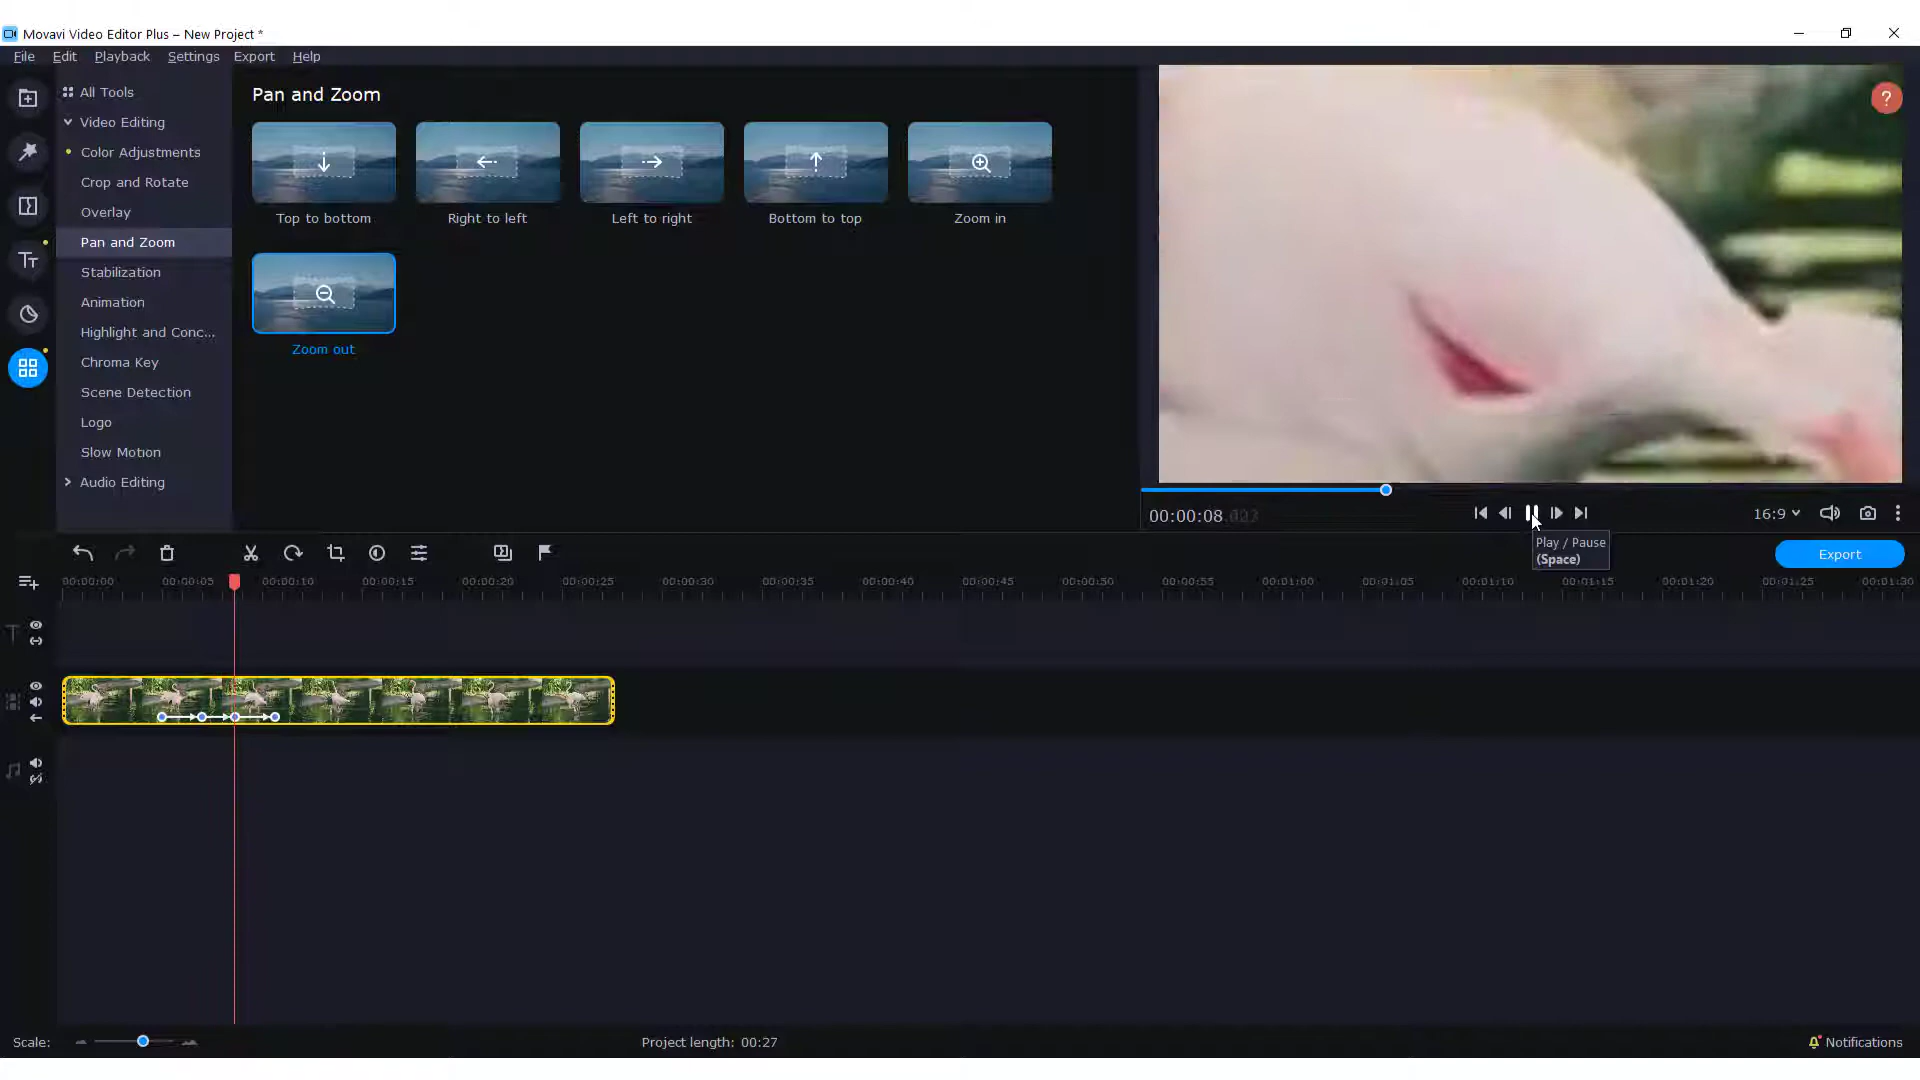 Movavi Video Editor Plus – New Project *
File Edit Playback Settings Export Help
All Tools
Video Editing
Color Adjustments
Crop and Rotate
Overlay
Pan and Zoom
Stabilization
Animation
Highlight and Conc...
Chroma Key
Scene Detection
Logo
Slow Motion
Audio Editing
Pan and Zoom
Top to bottom
Right to left
Left to right
Bottom to top
Zoom in
Zoom out
?
00:00:08
16:9
Play / Pause
(Space)
Export
00:00:00 00:00:05 00:00:10 00:00:15 00:00:20 00:00:25 00:00:30 00:00:35 00:00:40 00:00:45 00:00:50 00:00:55 00:01:00 00:01:05 00:01:10 00:01:15 00:01:20 00:01:25 00:01:30
Scale:
Project length: 00:27
Notifications